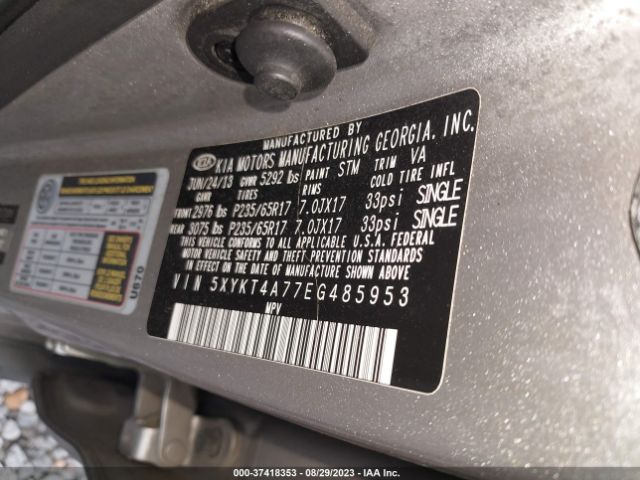 MANUFACTURED BY
KIA KIA MOTORS MANUFACTURING GEORGIA. INC.
JUN/24/13 GVWR 5292 lbs PAINT STM TRIM VA
GAWR TIRES RIMS COLD TIRE INFL
FRONT 2976 lbs P235/65R17 7.0JX17 33psi SINGLE
REAR 3075 lbs P235/65R17 7.0JX17 33psi SINGLE
THIS VEHICLE CONFORMS TO ALL APPLICABLE U.S.A. FEDERAL
MOTOR VEHICLE SAFETY AND THEFT PREVENTION STANDARDS
IN EFFECT ON THE DATE OF MANUFACTURE SHOWN ABOVE.
VIN 5XYKT4A77EG485953
MPV
U670
000-37418353 - 08/29/2023 - IAA Inc.